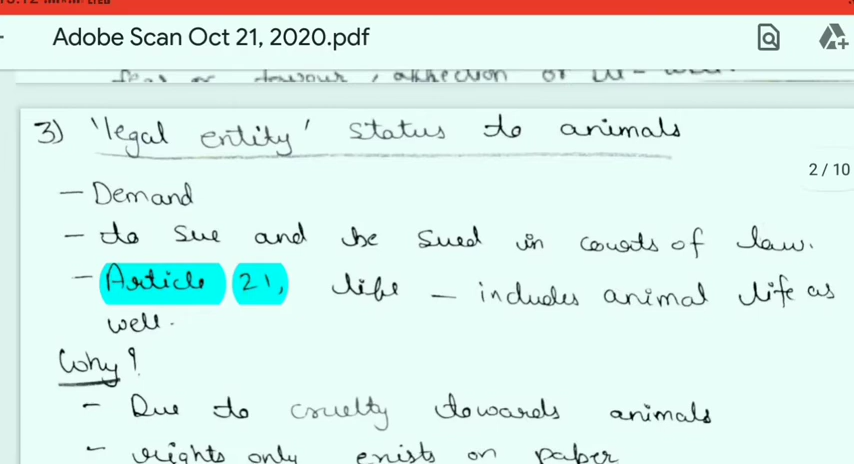 Adobe Scan Oct 21, 2020.pdf
2 / 10
3) 'legal entity' status to animals
- Demand
- to sue and be sued in courts of law.
- Article 21, life - includes animal life as
well.
Why?
- Due to cruelty towards animals
- rights only exists on paper